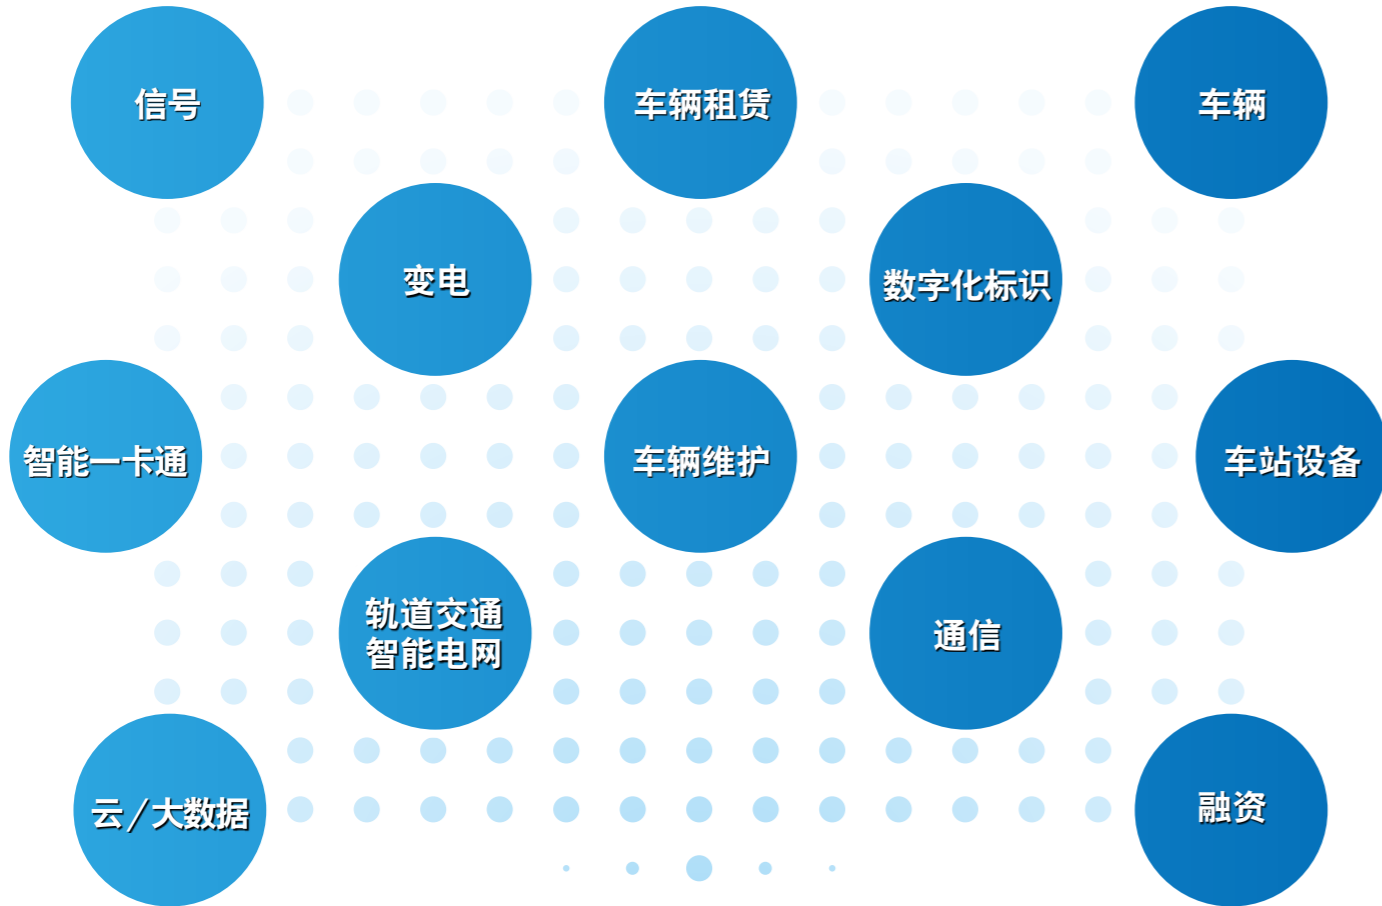 信号
车辆租赁
车辆
变电
数字化标识
智能一卡通
车辆维护
车站设备
轨道交通
智能电网
通信
云／大数据
融资